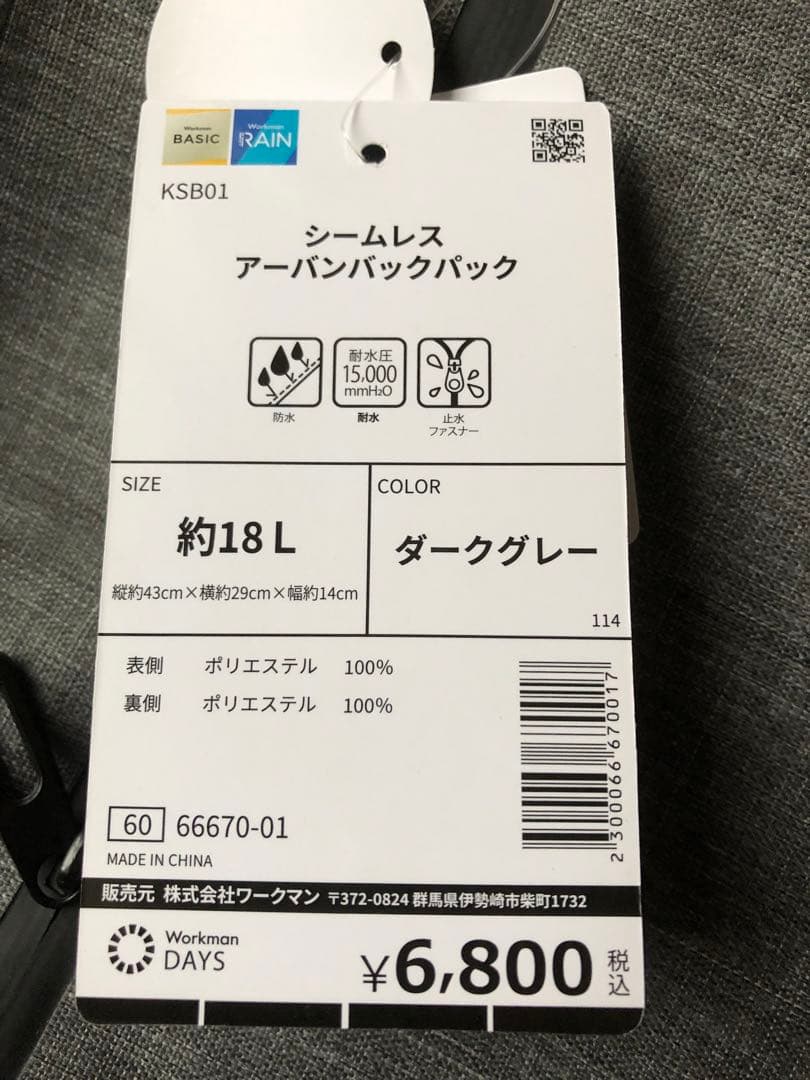 Workman
BASIC
Workman
RAIN
KSB01
シームレス
アーバンバックパック
耐水圧
15,000
mmH₂O
防水
耐水
止水
ファスナー
SIZE
約18L
縦約43cm×横約29cm×幅約14cm
COLOR
ダークグレー
114
表側 ポリエステル 100%
裏側 ポリエステル 100%
2300066670017
60 66670-01
MADE IN CHINA
販売元 株式会社ワークマン 〒372-0824 群馬県伊勢崎市柴町1732
Workman
DAYS
¥6,800 税込